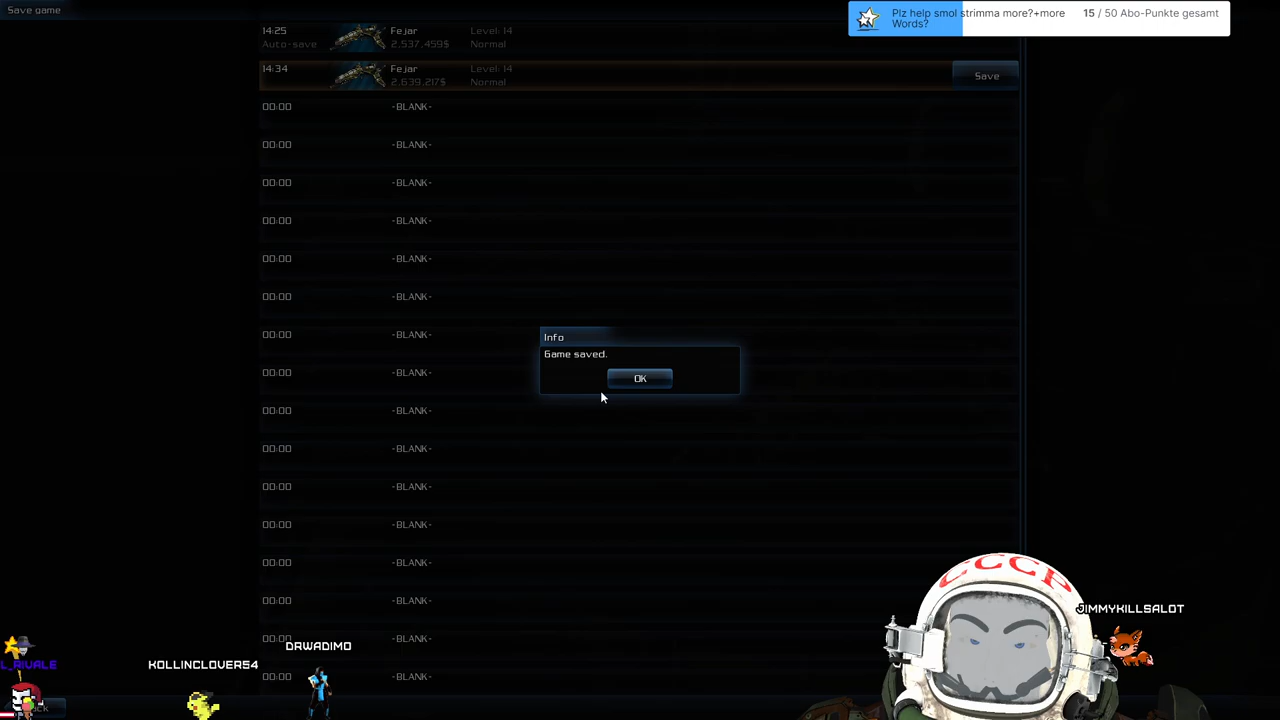 Save game
Plz help smol strimma more?+more Words?
15 / 50 Abo-Punkte gesamt
14:25 Fejar Level: 14
Auto-save 2.537.459$ Normal
14:34 Fejar Level: 14
2.639.217$ Normal
Save
00:00 -BLANK-
00:00 -BLANK-
00:00 -BLANK-
00:00 -BLANK-
00:00 -BLANK-
00:00 -BLANK-
Info
00:00 -BLANK-
Game saved.
00:00 -BLANK-
OK
00:00 -BLANK-
00:00 -BLANK-
00:00 -BLANK-
00:00 -BLANK-
00:00 -BLANK-
00:00 -BLANK-
00:00 -BLANK-
00:00 -BLANK-
CCCP
JIMMYKILLSALOT
DRWADIMO
L_RIVALE
KOLLINCLOVER54